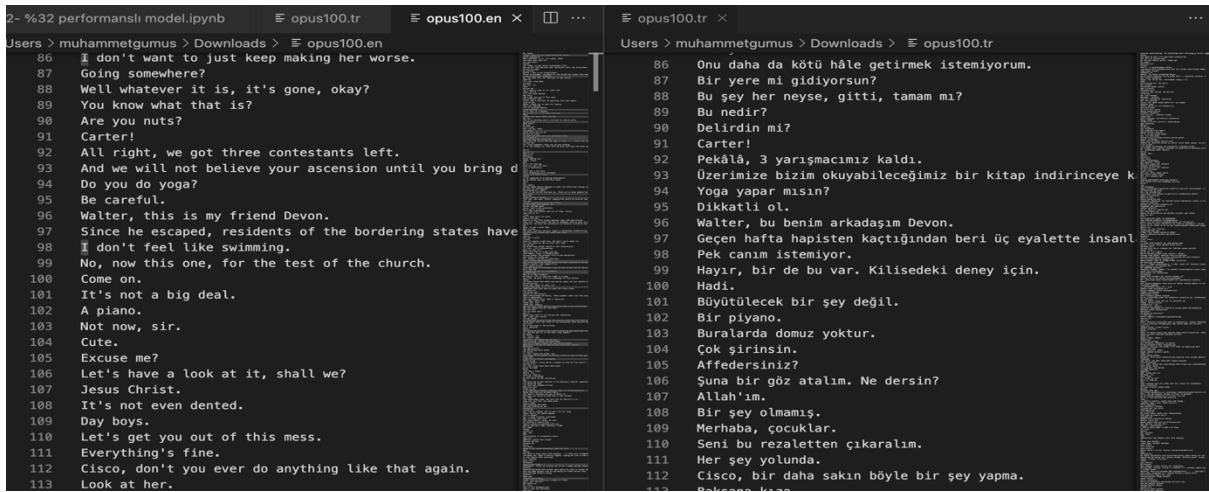 2- %32 performanslı model.ipynb
opus100.tr
opus100.en
opus100.tr
Users > muhammetgumus > Downloads > opus100.en
86 I don't want to just keep making her worse.
87 Going somewhere?
88 Well whatever it is, it's gone, okay?
89 You know what that is?
90 Are you nuts?
91 Carter!
92 All right, we got three contestants left.
93 And we will not believe your ascension until you bring d
94 Do you do yoga?
95 Be careful.
96 Walter, this is my friend Devon.
97 Since he escaped, residents of the bordering states have
98 I don't feel like swimming.
99 No, now this one, for the test of the church.
100 Come on.
101 It's not a big deal.
102 A piano.
103 Not now, sir.
104 Cute.
105 Excuse me?
106 Let's have a look at it, shall we?
107 Jesus Christ.
108 It's not even dented.
109 Day boys.
110 Let's get you out of this mess.
111 Everything's fine.
112 Cisco, don't you ever do anything like that again.
113 Look at her.
Users > muhammetgumus > Downloads > opus100.tr
86 Onu daha da kötü hâle getirmek istemiyorum.
87 Bir yere mi gidiyorsun?
88 Bu şey her neyse, gitti, tamam mı?
89 Bu nedir?
90 Delirdin mi?
91 Carter!
92 Pekâlâ, 3 yarışmacımız kaldı.
93 Üzerimize bizim okuyabileceğimiz bir kitap indirinceye k
94 Yoga yapar mısın?
95 Dikkatli ol.
96 Walter, bu benim arkadaşım Devon.
97 Geçen hafta hapisten kaçtığından beri üç eyalette insanl
98 Pek canım istemiyor.
99 Hayır, bir de bu var. Kilisedeki deney için.
100 Hadi.
101 Büyütülecek bir şey değil.
102 Bir piyano.
103 Buralarda domuz yoktur.
104 Çok şirinsin.
105 Affedersiniz?
106 Şuna bir göz atalım. Ne dersin?
107 Allah'ım.
108 Bir şey olmamış.
109 Merhaba, çocuklar.
110 Seni bu rezaletten çıkaralım.
111 Her şey yolunda.
112 Cisco, bir daha sakın böyle bir şey yapma.
113 Baksana kıza